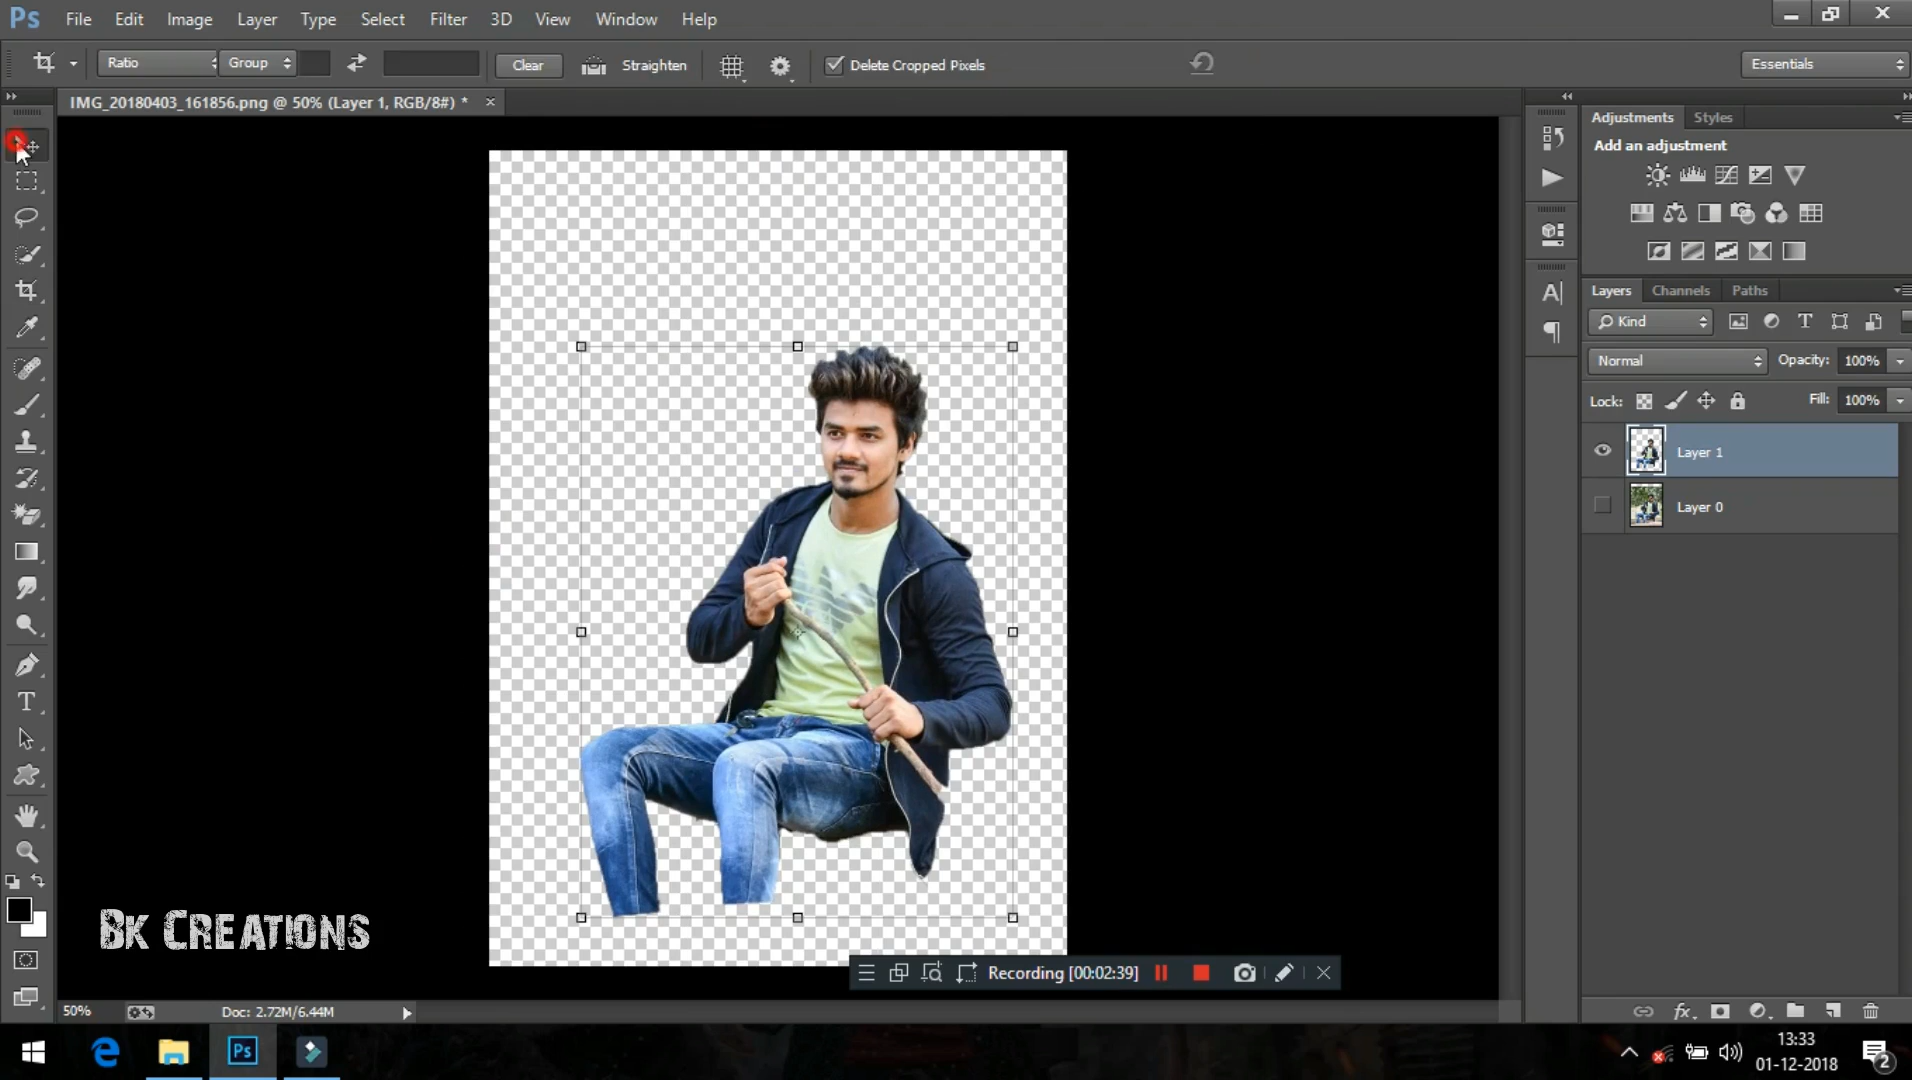 Ps File Edit Image Layer Type Select Filter 3D View Window Help
Ratio Group Clear Straighten Delete Cropped Pixels Essentials
IMG_20180403_161856.png @ 50% (Layer 1, RGB/8#) *
Adjustments Styles
Add an adjustment
Layers Channels Paths
Kind
Normal Opacity: 100%
Lock: Fill: 100%
Layer 1
Layer 0
Bk Creations
Recording [00:02:39]
50% Doc: 2.72M/6.44M
Ps
13:33
01-12-2018
2